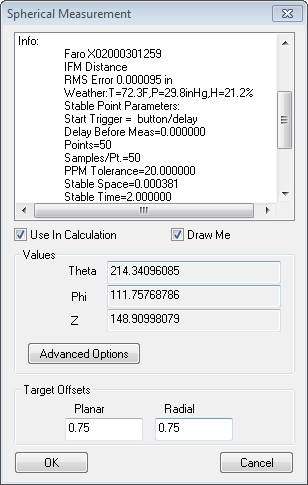 Spherical Measurement
Info:
Faro X02000301259
IFM Distance
RMS Error 0.000095 in
Weather:T=72.3F,P=29.8inHg,H=21.2%
Stable Point Parameters:
Start Trigger = button/delay
Delay Before Meas=0.000000
Points=50
Samples/Pt.=50
PPM Tolerance=20.000000
Stable Space=0.000381
Stable Time=2.000000
Use In Calculation Draw Me
Values
Theta 214.34096085
Phi 111.75768786
Z 148.90998079
Advanced Options
Target Offsets
Planar Radial
0.75 0.75
OK Cancel